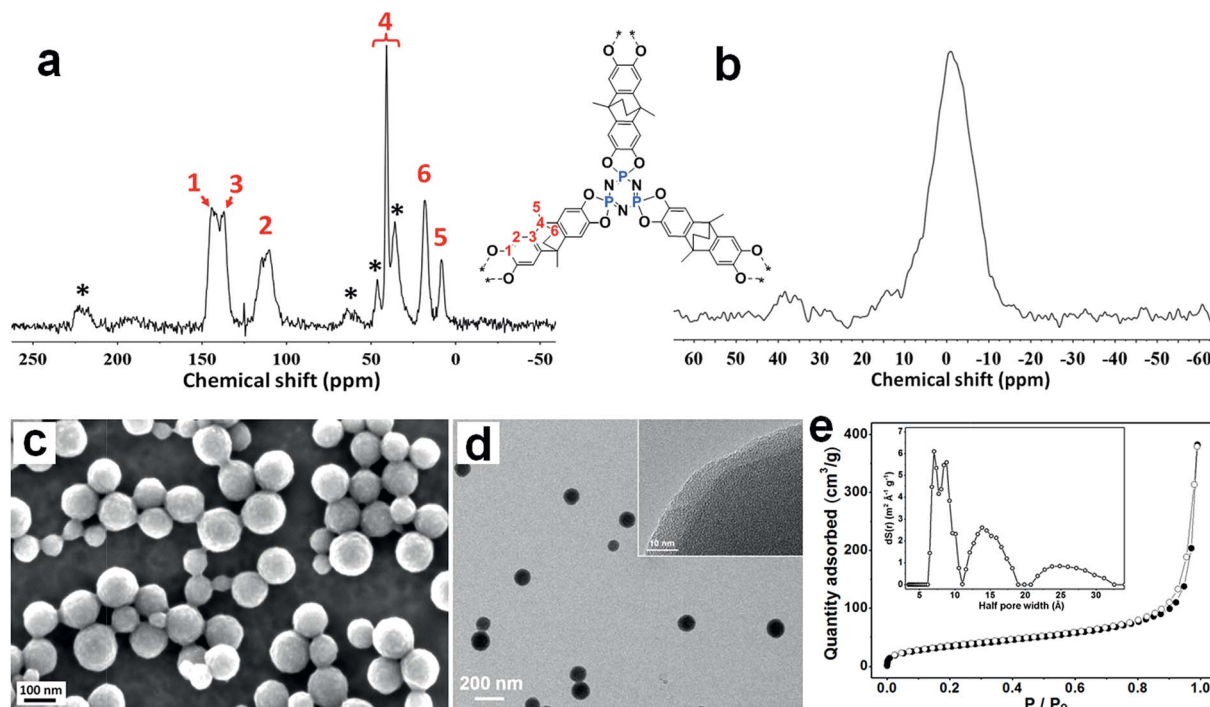 a
1
3
2
*
*
*
4
*
6
5
250
200
150
100
50
0
-50
Chemical shift (ppm)
* *
O O
O O
P
N N
O P P O
O N O
5
4
2 3 6
O 1
O
O
O
*
*
*
*
b
60
50
40
30
20
10
0
-10
-20
-30
-40
-50
-60
Chemical shift (ppm)
c
100 nm
d
200 nm
10 nm
e
Quantity adsorbed (cm³/g)
400
300
200
100
0
0.0
0.2
0.4
0.6
0.8
1.0
dS(r) (m² Å⁻¹ g⁻¹)
7
6
5
4
3
2
1
0
5
10
15
20
25
30
Half pore width (Å)